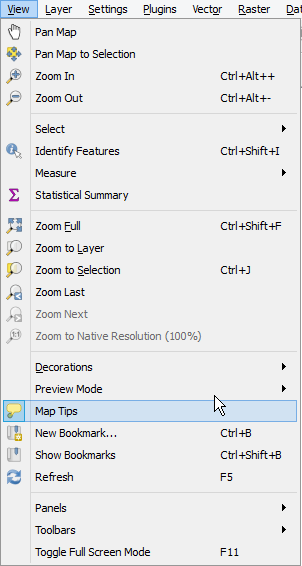 View Layer Settings Plugins Vector Raster
Pan Map
Pan Map to Selection
Zoom In Ctrl+Alt++
Zoom Out Ctrl+Alt+-
Select
Identify Features Ctrl+Shift+I
Measure
Statistical Summary
Zoom Full Ctrl+Shift+F
Zoom to Layer
Zoom to Selection Ctrl+J
Zoom Last
Zoom Next
Zoom to Native Resolution (100%)
Decorations
Preview Mode
Map Tips
New Bookmark... Ctrl+B
Show Bookmarks Ctrl+Shift+B
Refresh F5
Panels
Toolbars
Toggle Full Screen Mode F11